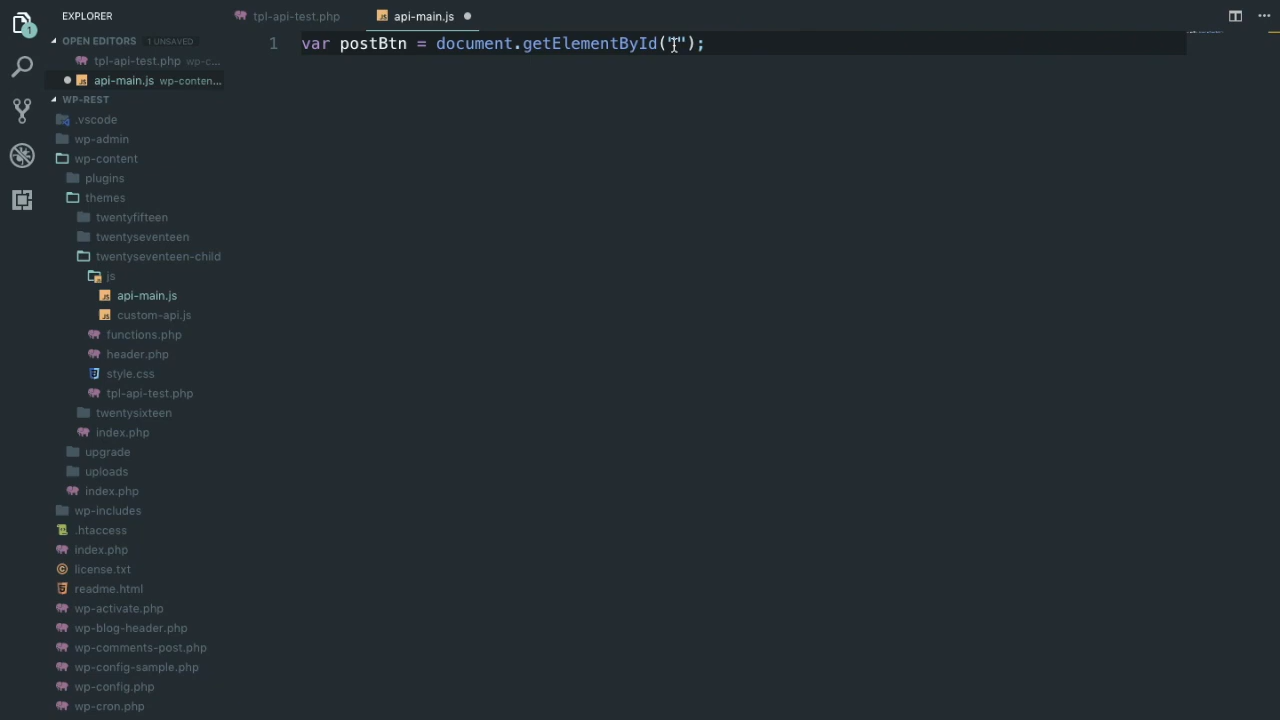 EXPLORER
tpl-api-test.php
api-main.js
OPEN EDITORS 1 UNSAVED
tpl-api-test.php wp-c...
api-main.js wp-conten...
WP-REST
.vscode
wp-admin
wp-content
plugins
themes
twentyfifteen
twentyseventeen
twentyseventeen-child
js
api-main.js
custom-api.js
functions.php
header.php
style.css
tpl-api-test.php
twentysixteen
index.php
upgrade
uploads
index.php
wp-includes
.htaccess
index.php
license.txt
readme.html
wp-activate.php
wp-blog-header.php
wp-comments-post.php
wp-config-sample.php
wp-config.php
wp-cron.php
1
1 var postBtn = document.getElementById("");